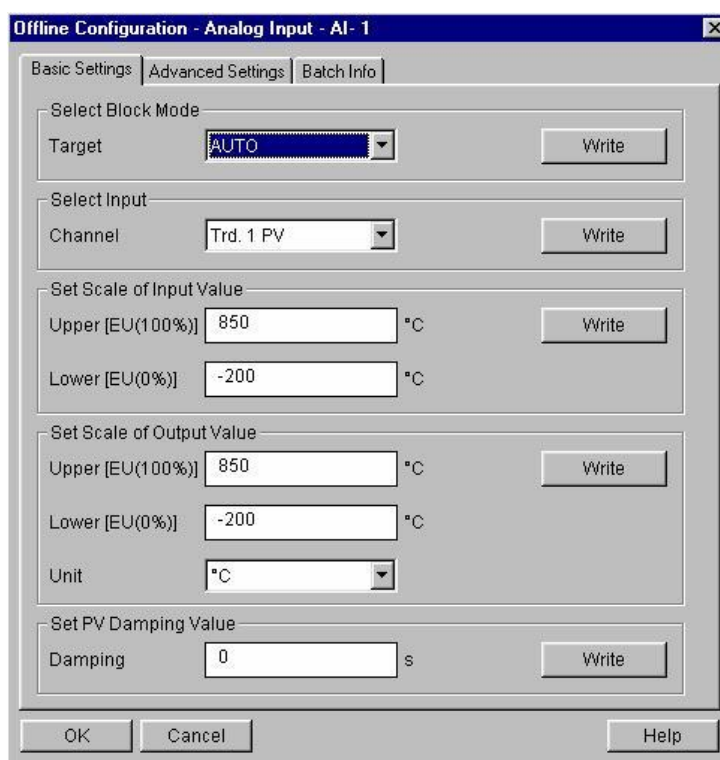 Offline Configuration - Analog Input - AI- 1
Basic Settings Advanced Settings Batch Info
Select Block Mode
Target AUTO Write
Select Input
Channel Trd. 1 PV Write
Set Scale of Input Value
Upper [EU(100%)] 850 °C Write
Lower [EU(0%)] -200 °C
Set Scale of Output Value
Upper [EU(100%)] 850 °C Write
Lower [EU(0%)] -200 °C
Unit °C
Set PV Damping Value
Damping 0 s Write
OK Cancel Help